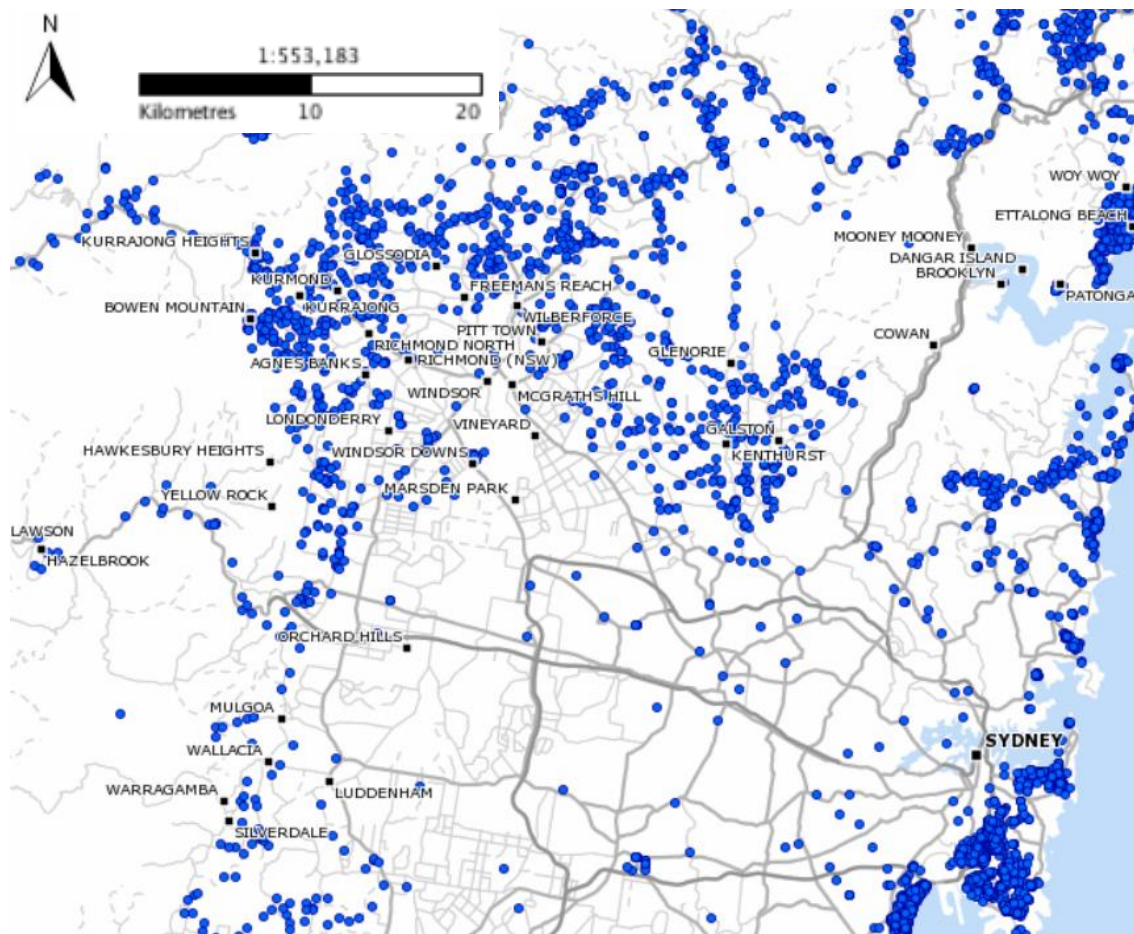 N
1:553,183
Kilometres 10 20
WOY WOY
ETTALONG BEACH
KURRAJONG HEIGHTS
MOONEY MOONEY
GLOSSODIA
DANGAR ISLAND
KURMOND
BROOKLYN
FREEMANS REACH
PATONGA
BOWEN MOUNTAIN
KURRAJONG
WILBERFORCE
PITT TOWN
COWAN
RICHMOND NORTH
GLENORIE
AGNES BANKS
RICHMOND (NSW)
WINDSOR
MCGRATHS HILL
LONDONDERRY
VINEYARD
GALSTON
HAWKESBURY HEIGHTS
WINDSOR DOWNS
KENTHURST
YELLOW ROCK
MARSDEN PARK
LAWSON
HAZELBROOK
ORCHARD HILLS
MULGOA
SYDNEY
WALLACIA
WARRAGAMBA
LUDDENHAM
SILVERDALE